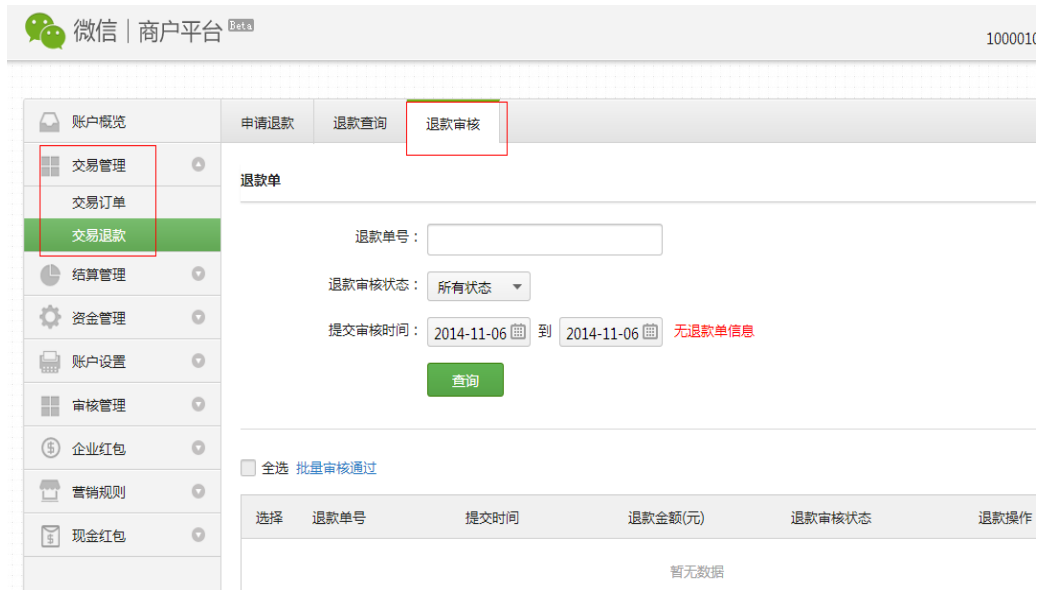 微信｜商户平台 Beta
1000010
账户概览
交易管理
交易订单
交易退款
结算管理
资金管理
账户设置
审核管理
企业红包
营销规则
现金红包
申请退款 退款查询 退款审核
退款单
退款单号：
退款审核状态： 所有状态
提交审核时间： 2014-11-06 到 2014-11-06 无退款单信息
查询
全选 批量审核通过
选择 退款单号 提交时间 退款金额(元) 退款审核状态 退款操作
暂无数据